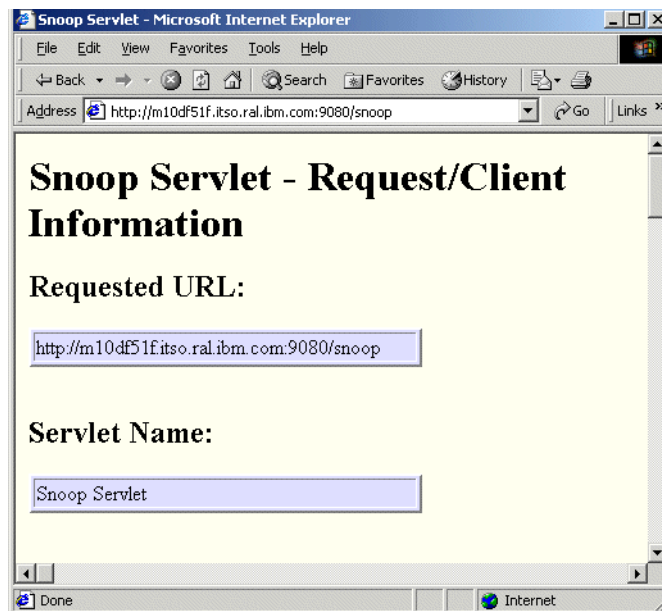 Snoop Servlet - Microsoft Internet Explorer
File Edit View Favorites Tools Help
Back Search Favorites History
Address http://m10df51f.itso.ral.ibm.com:9080/snoop Go Links »
Snoop Servlet - Request/Client
Information
Requested URL:
http://m10df51f.itso.ral.ibm.com:9080/snoop
Servlet Name:
Snoop Servlet
Done Internet